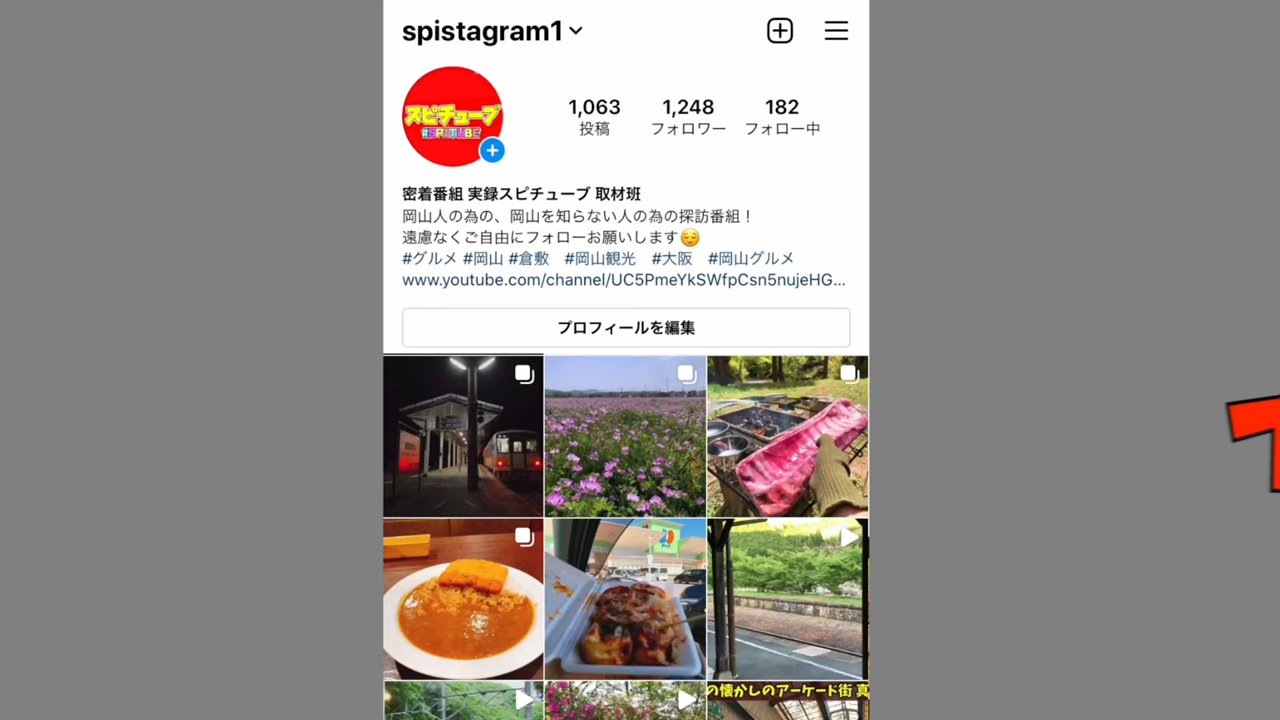 spistagram1
スピチューブ
#SPITUBE
1,063
投稿
1,248
フォロワー
182
フォロー中
密着番組 実録スピチューブ 取材班
岡山人の為の、岡山を知らない人の為の探訪番組！
遠慮なくご自由にフォローお願いします😌
#グルメ #岡山 #倉敷 #岡山観光 #大阪 #岡山グルメ
www.youtube.com/channel/UC5PmeYkSWfpCsn5nujeHG...
プロフィールを編集
の懐かしのアーケード街 真